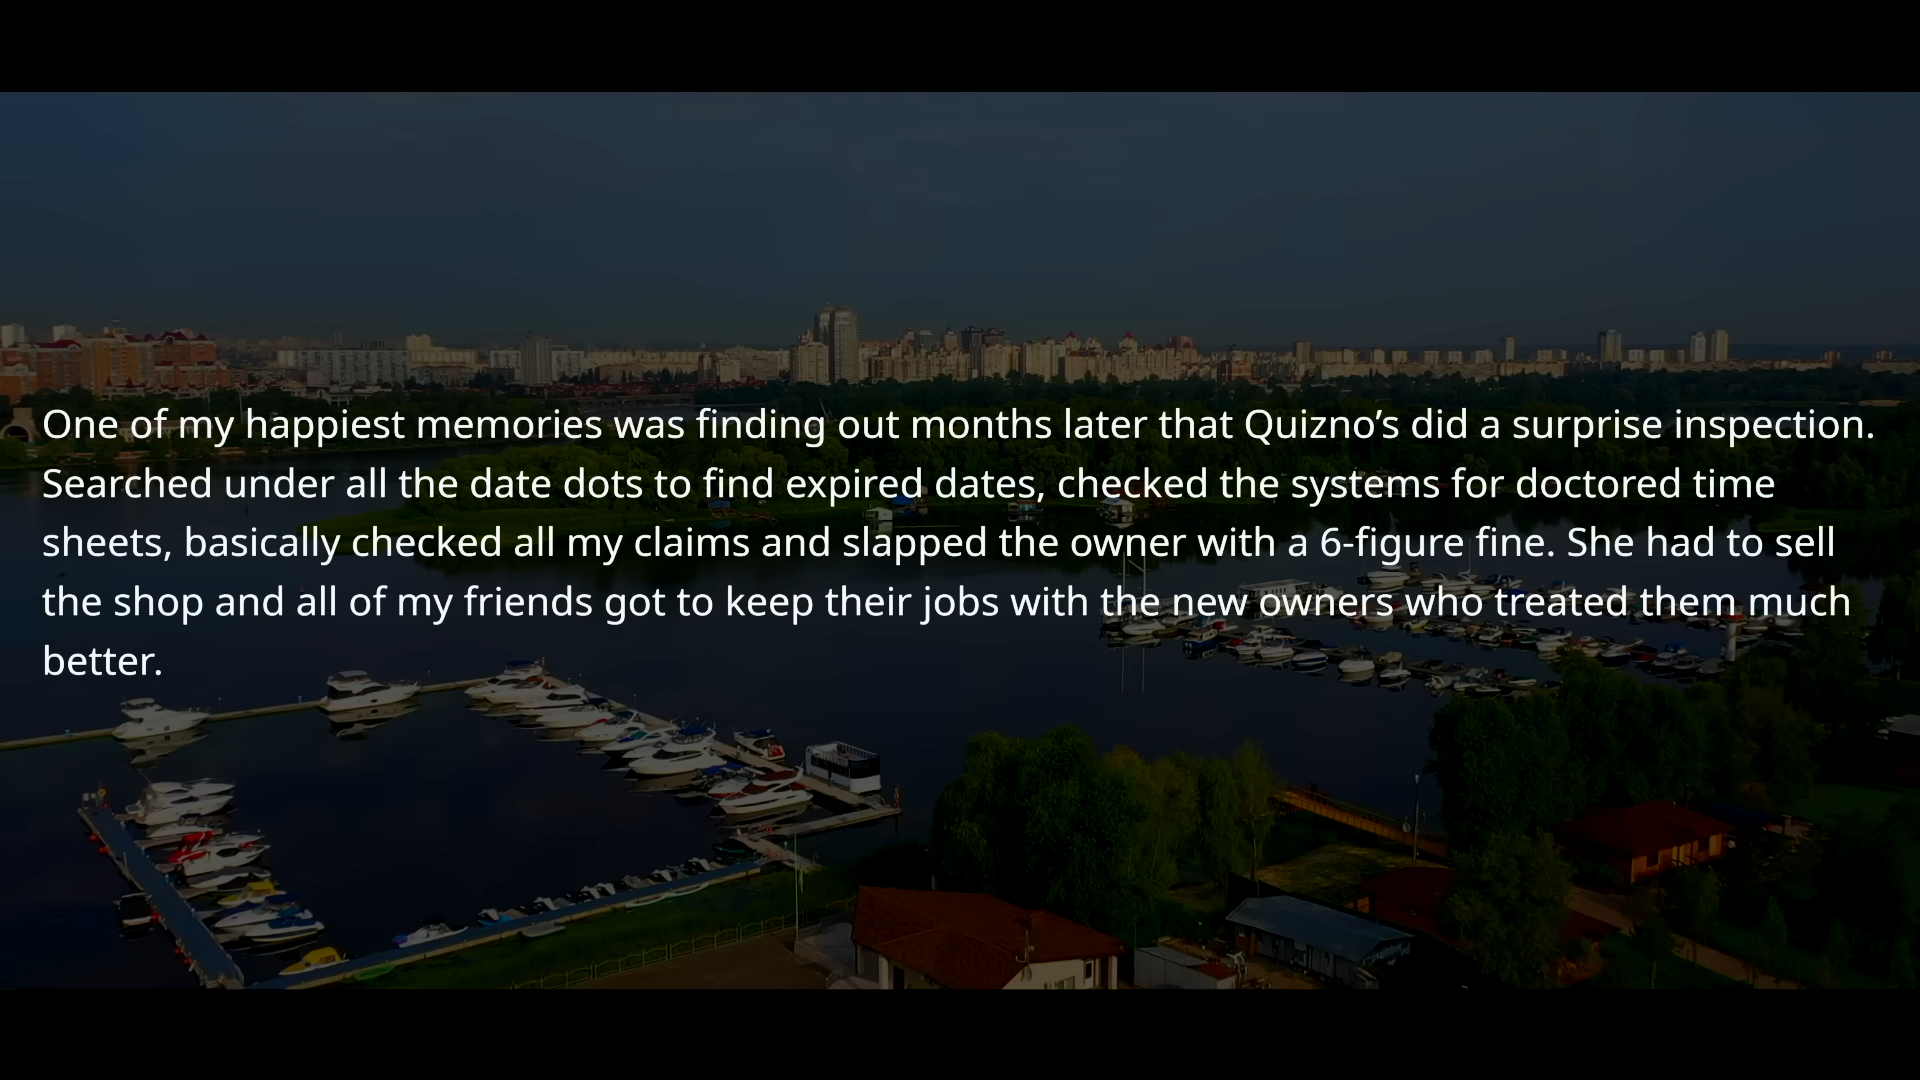 One of my happiest memories was finding out months later that Quizno’s did a surprise inspection.
Searched under all the date dots to find expired dates, checked the systems for doctored time
sheets, basically checked all my claims and slapped the owner with a 6-figure fine. She had to sell
the shop and all of my friends got to keep their jobs with the new owners who treated them much
better.